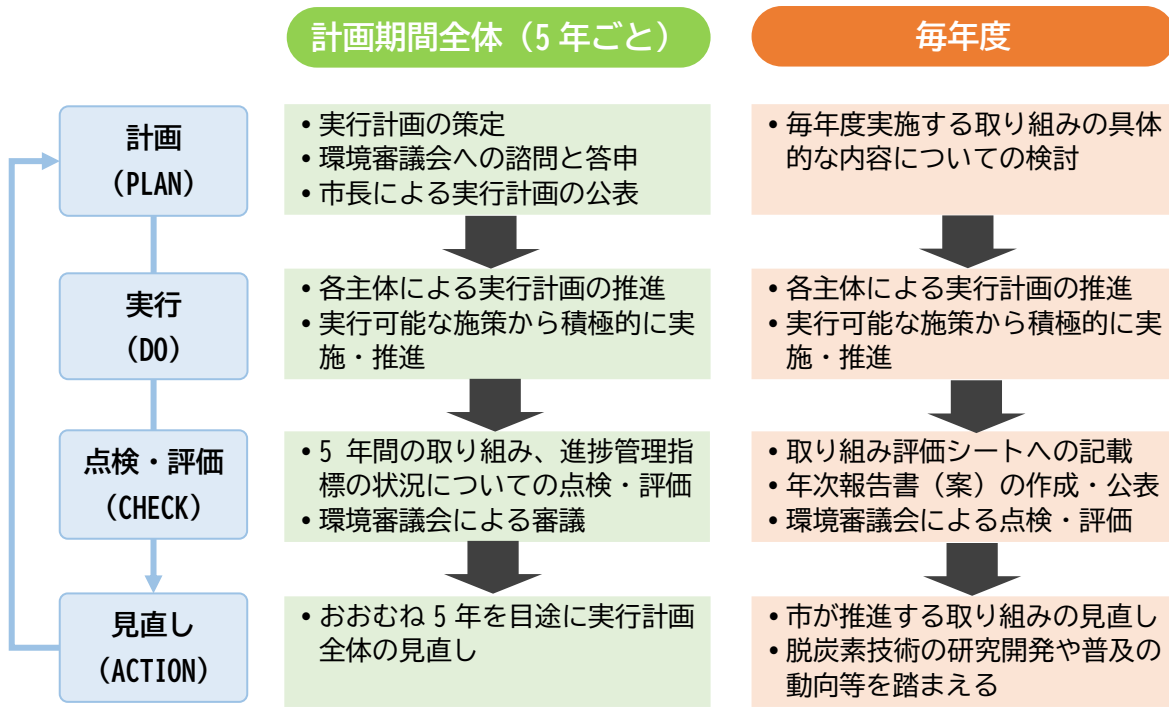 計画期間全体（5年ごと）
毎年度
計画
（PLAN）
• 実行計画の策定
• 環境審議会への諮問と答申
• 市長による実行計画の公表
• 毎年度実施する取り組みの具体
的な内容についての検討
実行
（DO）
• 各主体による実行計画の推進
• 実行可能な施策から積極的に実
施・推進
• 各主体による実行計画の推進
• 実行可能な施策から積極的に実
施・推進
点検・評価
（CHECK）
• 5 年間の取り組み、進捗管理指
標の状況についての点検・評価
• 環境審議会による審議
• 取り組み評価シートへの記載
• 年次報告書（案）の作成・公表
• 環境審議会による点検・評価
見直し
（ACTION）
• おおむね 5 年を目途に実行計画
全体の見直し
• 市が推進する取り組みの見直し
• 脱炭素技術の研究開発や普及の
動向等を踏まえる